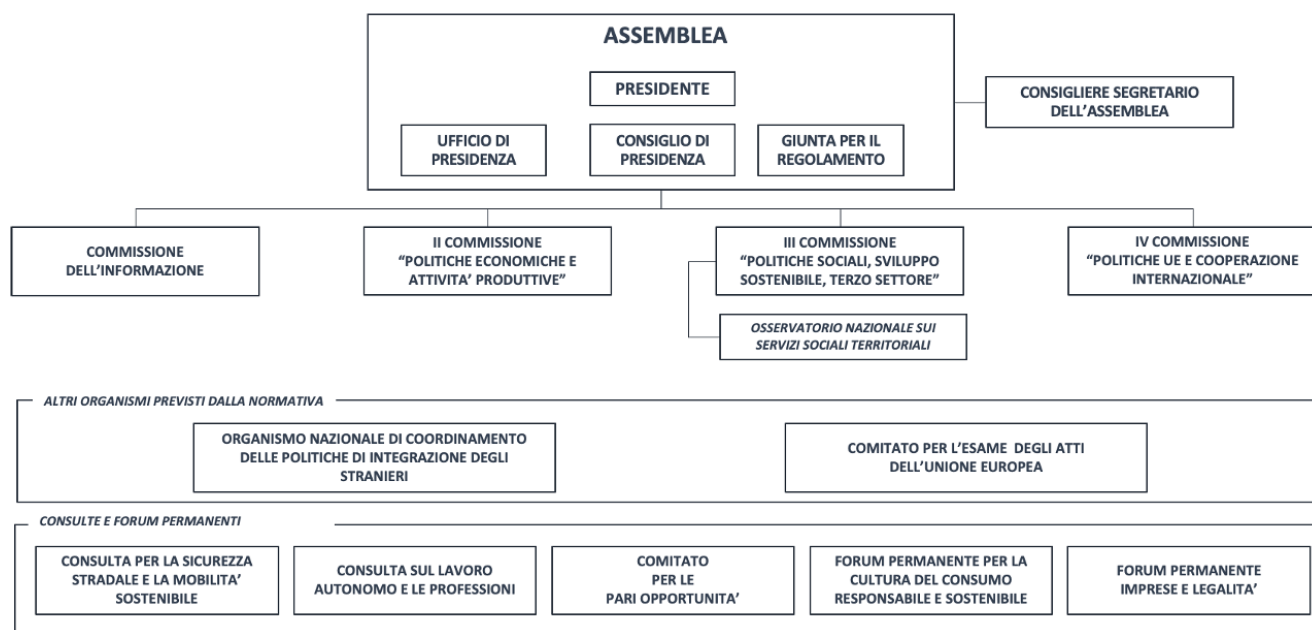 ASSEMBLEA
PRESIDENTE
CONSIGLIERE SEGRETARIO
DELL’ASSEMBLEA
UFFICIO DI
PRESIDENZA
CONSIGLIO DI
PRESIDENZA
GIUNTA PER IL
REGOLAMENTO
COMMISSIONE
DELL’INFORMAZIONE
II COMMISSIONE
“POLITICHE ECONOMICHE E
ATTIVITA’ PRODUTTIVE”
III COMMISSIONE
“POLITICHE SOCIALI, SVILUPPO
SOSTENIBILE, TERZO SETTORE”
IV COMMISSIONE
“POLITICHE UE E COOPERAZIONE
INTERNAZIONALE”
OSSERVATORIO NAZIONALE SUI
SERVIZI SOCIALI TERRITORIALI
ALTRI ORGANISMI PREVISTI DALLA NORMATIVA
ORGANISMO NAZIONALE DI COORDINAMENTO
DELLE POLITICHE DI INTEGRAZIONE DEGLI
STRANIERI
COMITATO PER L’ESAME DEGLI ATTI
DELL’UNIONE EUROPEA
CONSULTE E FORUM PERMANENTI
CONSULTA PER LA SICUREZZA
STRADALE E LA MOBILITA’
SOSTENIBILE
CONSULTA SUL LAVORO
AUTONOMO E LE PROFESSIONI
COMITATO
PER LE
PARI OPPORTUNITA’
FORUM PERMANENTE PER LA
CULTURA DEL CONSUMO
RESPONSABILE E SOSTENIBILE
FORUM PERMANENTE
IMPRESE E LEGALITA’